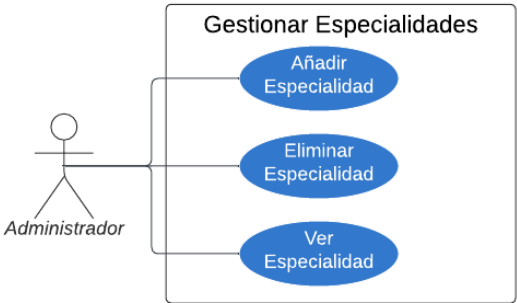 Gestionar Especialidades
Añadir
Especialidad
Eliminar
Especialidad
Administrador
Ver
Especialidad